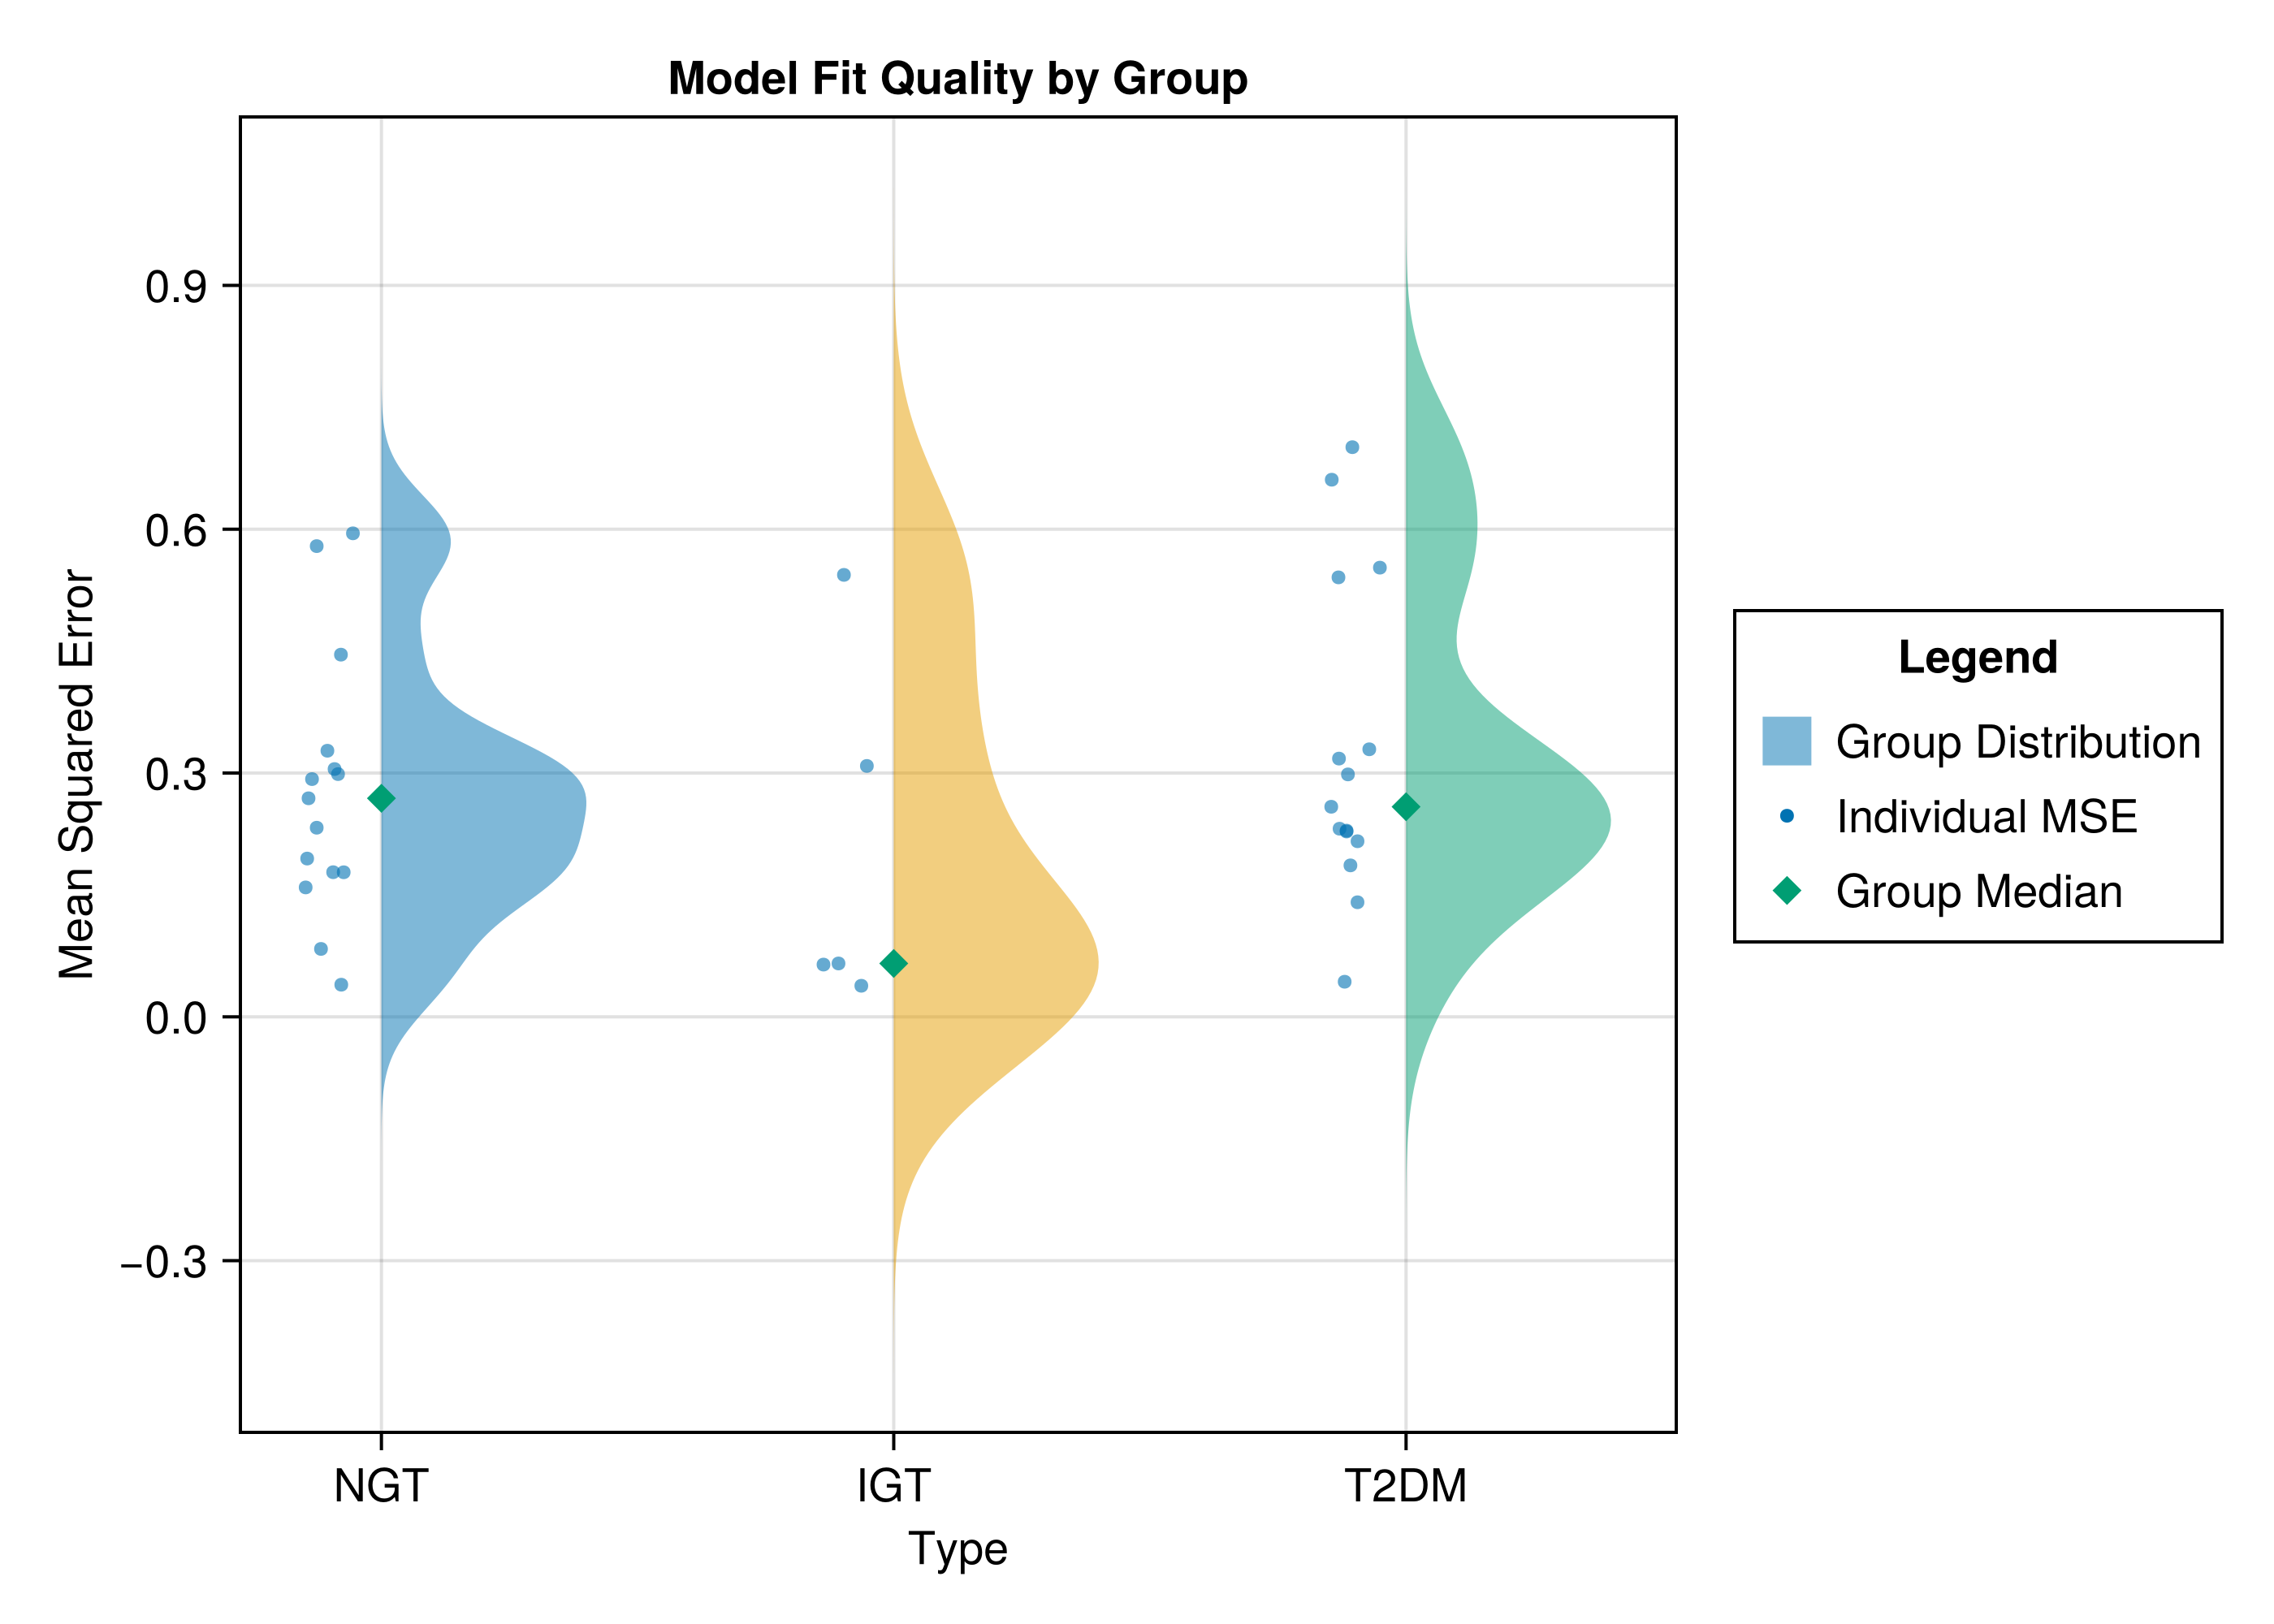 Model Fit Quality by Group
Mean Squared Error
0.9
0.6
0.3
0.0
−0.3
NGT
IGT
T2DM
Type
Legend
Group Distribution
Individual MSE
Group Median